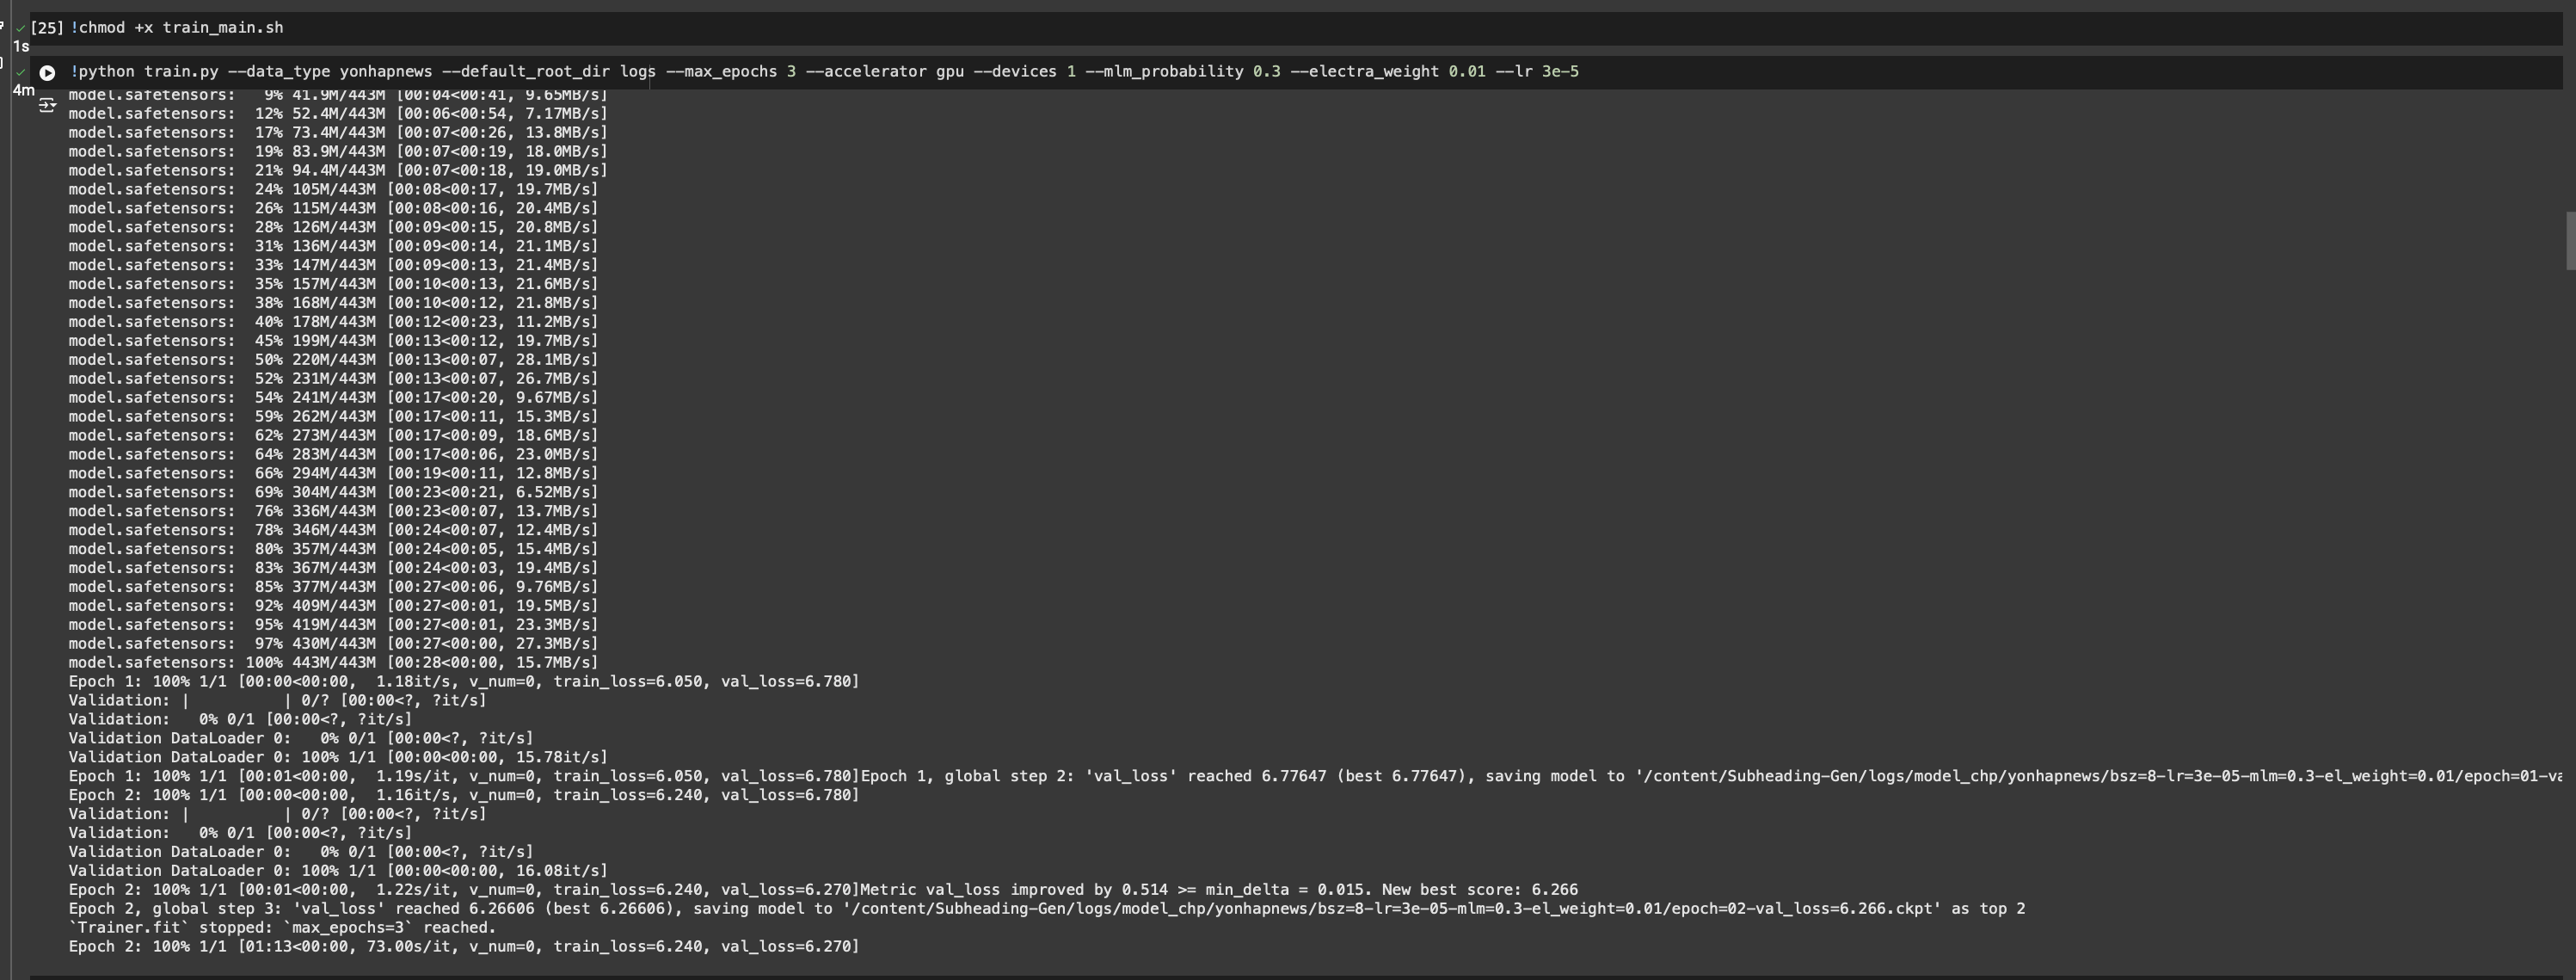 [25] !chmod +x train_main.sh
1s
!python train.py --data_type yonhapnews --default_root_dir logs --max_epochs 3 --accelerator gpu --devices 1 --mlm_probability 0.3 --electra_weight 0.01 --lr 3e-5
4m
model.safetensors:   9% 41.9M/443M [00:04<00:41, 9.65MB/s]
model.safetensors:  12% 52.4M/443M [00:06<00:54, 7.17MB/s]
model.safetensors:  17% 73.4M/443M [00:07<00:26, 13.8MB/s]
model.safetensors:  19% 83.9M/443M [00:07<00:19, 18.0MB/s]
model.safetensors:  21% 94.4M/443M [00:07<00:18, 19.0MB/s]
model.safetensors:  24% 105M/443M [00:08<00:17, 19.7MB/s]
model.safetensors:  26% 115M/443M [00:08<00:16, 20.4MB/s]
model.safetensors:  28% 126M/443M [00:09<00:15, 20.8MB/s]
model.safetensors:  31% 136M/443M [00:09<00:14, 21.1MB/s]
model.safetensors:  33% 147M/443M [00:09<00:13, 21.4MB/s]
model.safetensors:  35% 157M/443M [00:10<00:13, 21.6MB/s]
model.safetensors:  38% 168M/443M [00:10<00:12, 21.8MB/s]
model.safetensors:  40% 178M/443M [00:12<00:23, 11.2MB/s]
model.safetensors:  45% 199M/443M [00:13<00:12, 19.7MB/s]
model.safetensors:  50% 220M/443M [00:13<00:07, 28.1MB/s]
model.safetensors:  52% 231M/443M [00:13<00:07, 26.7MB/s]
model.safetensors:  54% 241M/443M [00:17<00:20, 9.67MB/s]
model.safetensors:  59% 262M/443M [00:17<00:11, 15.3MB/s]
model.safetensors:  62% 273M/443M [00:17<00:09, 18.6MB/s]
model.safetensors:  64% 283M/443M [00:17<00:06, 23.0MB/s]
model.safetensors:  66% 294M/443M [00:19<00:11, 12.8MB/s]
model.safetensors:  69% 304M/443M [00:23<00:21, 6.52MB/s]
model.safetensors:  76% 336M/443M [00:23<00:07, 13.7MB/s]
model.safetensors:  78% 346M/443M [00:24<00:07, 12.4MB/s]
model.safetensors:  80% 357M/443M [00:24<00:05, 15.4MB/s]
model.safetensors:  83% 367M/443M [00:24<00:03, 19.4MB/s]
model.safetensors:  85% 377M/443M [00:27<00:06, 9.76MB/s]
model.safetensors:  92% 409M/443M [00:27<00:01, 19.5MB/s]
model.safetensors:  95% 419M/443M [00:27<00:01, 23.3MB/s]
model.safetensors:  97% 430M/443M [00:27<00:00, 27.3MB/s]
model.safetensors: 100% 443M/443M [00:28<00:00, 15.7MB/s]
Epoch 1: 100% 1/1 [00:00<00:00,  1.18it/s, v_num=0, train_loss=6.050, val_loss=6.780]
Validation: |          | 0/? [00:00<?, ?it/s]
Validation:   0% 0/1 [00:00<?, ?it/s]
Validation DataLoader 0:   0% 0/1 [00:00<?, ?it/s]
Validation DataLoader 0: 100% 1/1 [00:00<00:00, 15.78it/s]
Epoch 1: 100% 1/1 [00:01<00:00,  1.19s/it, v_num=0, train_loss=6.050, val_loss=6.780]Epoch 1, global step 2: 'val_loss' reached 6.77647 (best 6.77647), saving model to '/content/Subheading-Gen/logs/model_chp/yonhapnews/bsz=8-lr=3e-05-mlm=0.3-el_weight=0.01/epoch=01-va
Epoch 2: 100% 1/1 [00:00<00:00,  1.16it/s, v_num=0, train_loss=6.240, val_loss=6.780]
Validation: |          | 0/? [00:00<?, ?it/s]
Validation:   0% 0/1 [00:00<?, ?it/s]
Validation DataLoader 0:   0% 0/1 [00:00<?, ?it/s]
Validation DataLoader 0: 100% 1/1 [00:00<00:00, 16.08it/s]
Epoch 2: 100% 1/1 [00:01<00:00,  1.22s/it, v_num=0, train_loss=6.240, val_loss=6.270]Metric val_loss improved by 0.514 >= min_delta = 0.015. New best score: 6.266
Epoch 2, global step 3: 'val_loss' reached 6.26606 (best 6.26606), saving model to '/content/Subheading-Gen/logs/model_chp/yonhapnews/bsz=8-lr=3e-05-mlm=0.3-el_weight=0.01/epoch=02-val_loss=6.266.ckpt' as top 2
`Trainer.fit` stopped: `max_epochs=3` reached.
Epoch 2: 100% 1/1 [01:13<00:00, 73.00s/it, v_num=0, train_loss=6.240, val_loss=6.270]